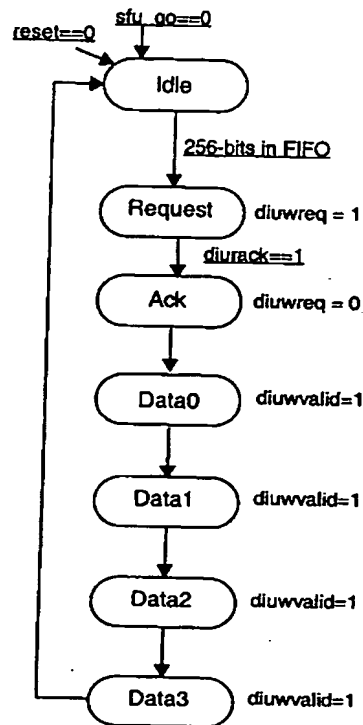 sfu_go==0
reset==0
Idle
256-bits in FIFO
Request diuwreq = 1
diurack==1
Ack diuwreq = 0
Data0 diuwvalid=1
Data1 diuwvalid=1
Data2 diuwvalid=1
Data3 diuwvalid=1